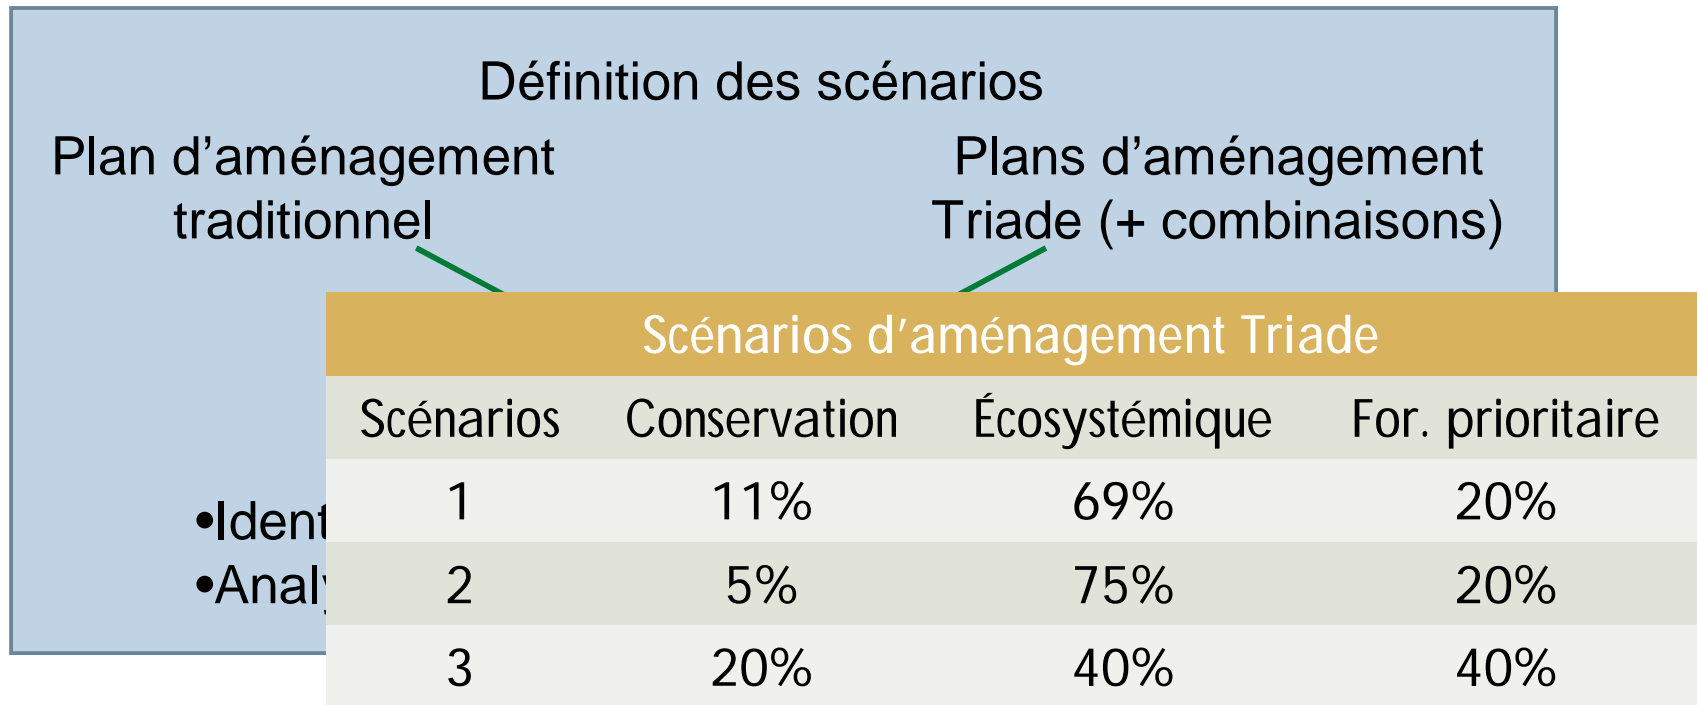 Définition des scénarios
Plan d’aménagement
traditionnel
Plans d’aménagement
Triade (+ combinaisons)
Scénarios d’aménagement Triade
Scénarios Conservation Écosystémique For. prioritaire
1 11% 69% 20%
2 5% 75% 20%
3 20% 40% 40%